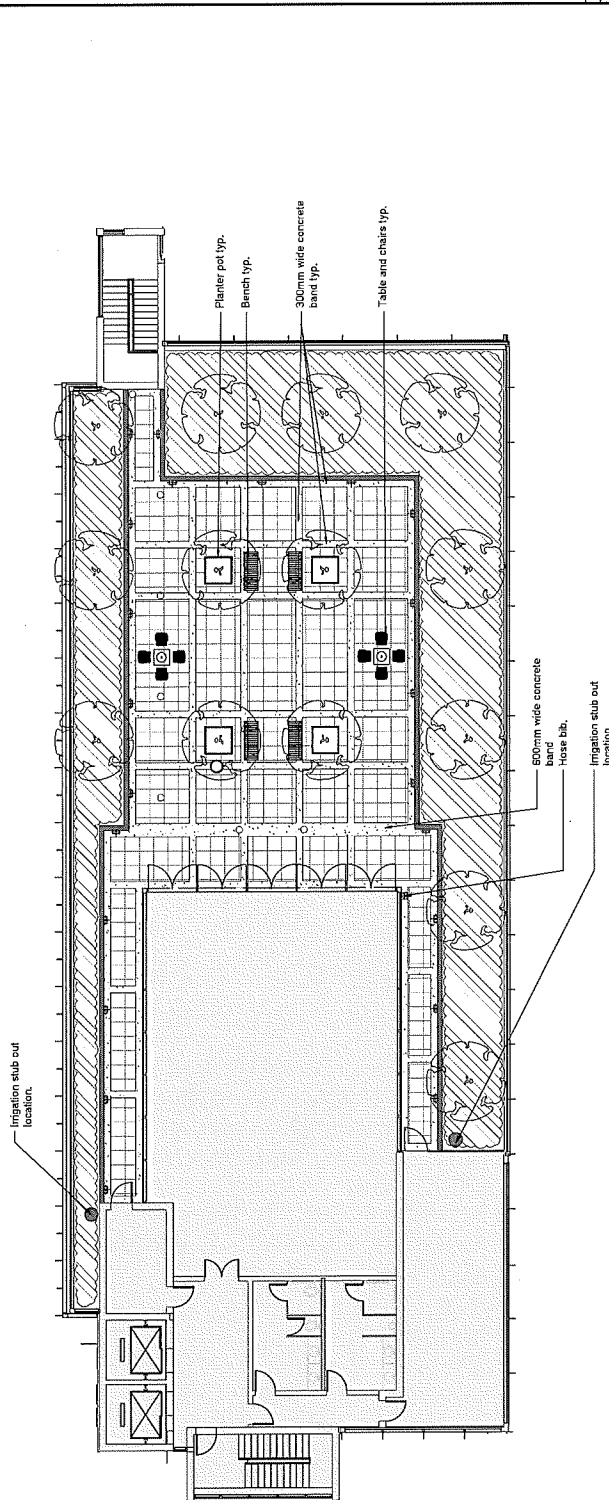 Planter pot typ.
Bench typ.
300mm wide concrete
band typ.
Table and chairs typ.
600mm wide concrete
band
Hose bib.
Irrigation stub out
location
Irrigation stub out
location.